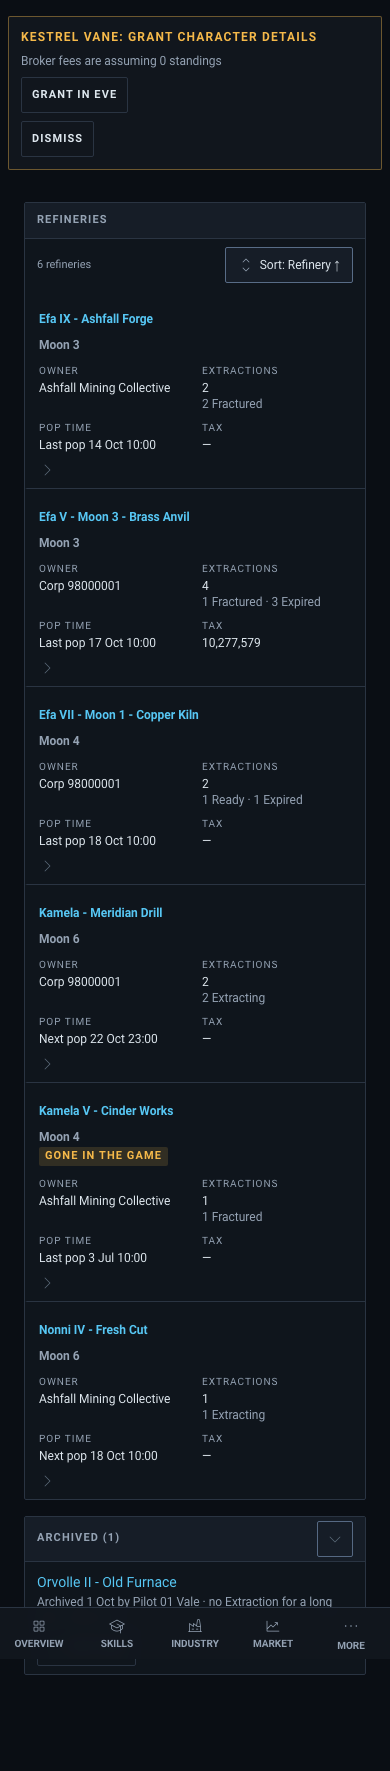 KESTREL VANE: GRANT CHARACTER DETAILS
Broker fees are assuming 0 standings
GRANT IN EVE
DISMISS
REFINERIES
6 refineries
Sort: Refinery ↑
Efa IX - Ashfall Forge
Moon 3
OWNER
Ashfall Mining Collective
EXTRACTIONS
2
2 Fractured
POP TIME
Last pop 14 Oct 10:00
TAX
—
Efa V - Moon 3 - Brass Anvil
Moon 3
OWNER
Corp 98000001
EXTRACTIONS
4
1 Fractured · 3 Expired
POP TIME
Last pop 17 Oct 10:00
TAX
10,277,579
Efa VII - Moon 1 - Copper Kiln
Moon 4
OWNER
Corp 98000001
EXTRACTIONS
2
1 Ready · 1 Expired
POP TIME
Last pop 18 Oct 10:00
TAX
—
Kamela - Meridian Drill
Moon 6
OWNER
Corp 98000001
EXTRACTIONS
2
2 Extracting
POP TIME
Next pop 22 Oct 23:00
TAX
—
Kamela V - Cinder Works
Moon 4
GONE IN THE GAME
OWNER
Ashfall Mining Collective
EXTRACTIONS
1
1 Fractured
POP TIME
Last pop 3 Jul 10:00
TAX
—
Nonni IV - Fresh Cut
Moon 6
OWNER
Ashfall Mining Collective
EXTRACTIONS
1
1 Extracting
POP TIME
Next pop 18 Oct 10:00
TAX
—
ARCHIVED (1)
Orvolle II - Old Furnace
Archived 1 Oct by Pilot 01 Vale · no Extraction for a long
OVERVIEW
SKILLS
INDUSTRY
MARKET
MORE